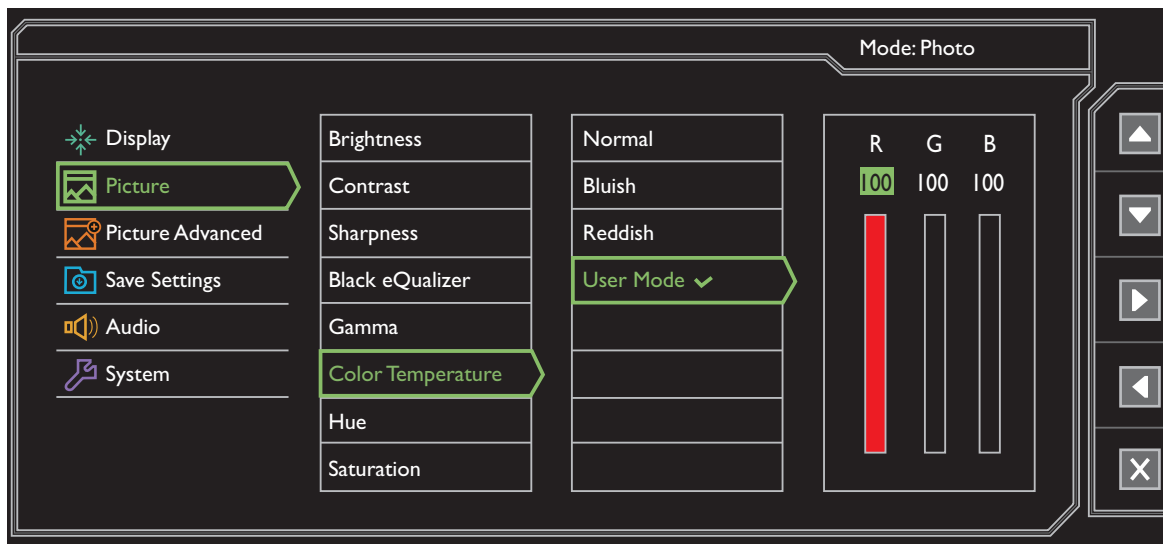 Mode: Photo
Display
Picture
Picture Advanced
Save Settings
Audio
System
Brightness
Contrast
Sharpness
Black eQualizer
Gamma
Color Temperature
Hue
Saturation
Normal
Bluish
Reddish
User Mode
R G B
100 100 100
X